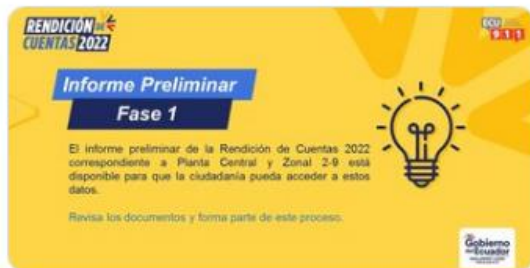 RENDICIÓN DE
CUENTAS 2022
ECU
911
Informe Preliminar
Fase 1
El informe preliminar de la Rendición de Cuentas 2022
correspondiente a Planta Central y Zonal 2-9 está
disponible para que la ciudadanía pueda acceder a estos
datos.
Revisa los documentos y forma parte de este proceso.
Gobierno
del Ecuador